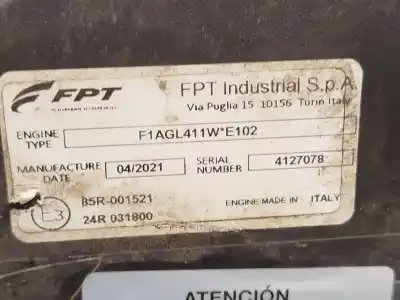 FPT
FPT Industrial S.p.A
Via Puglia 15 10156 Turin Italy
ENGINE TYPE F1AGL411W*E102
MANUFACTURE DATE 04/2021 SERIAL NUMBER 4127078
E3 85R-001521
24R 031800
ENGINE MADE IN ITALY
ATENCIÓN